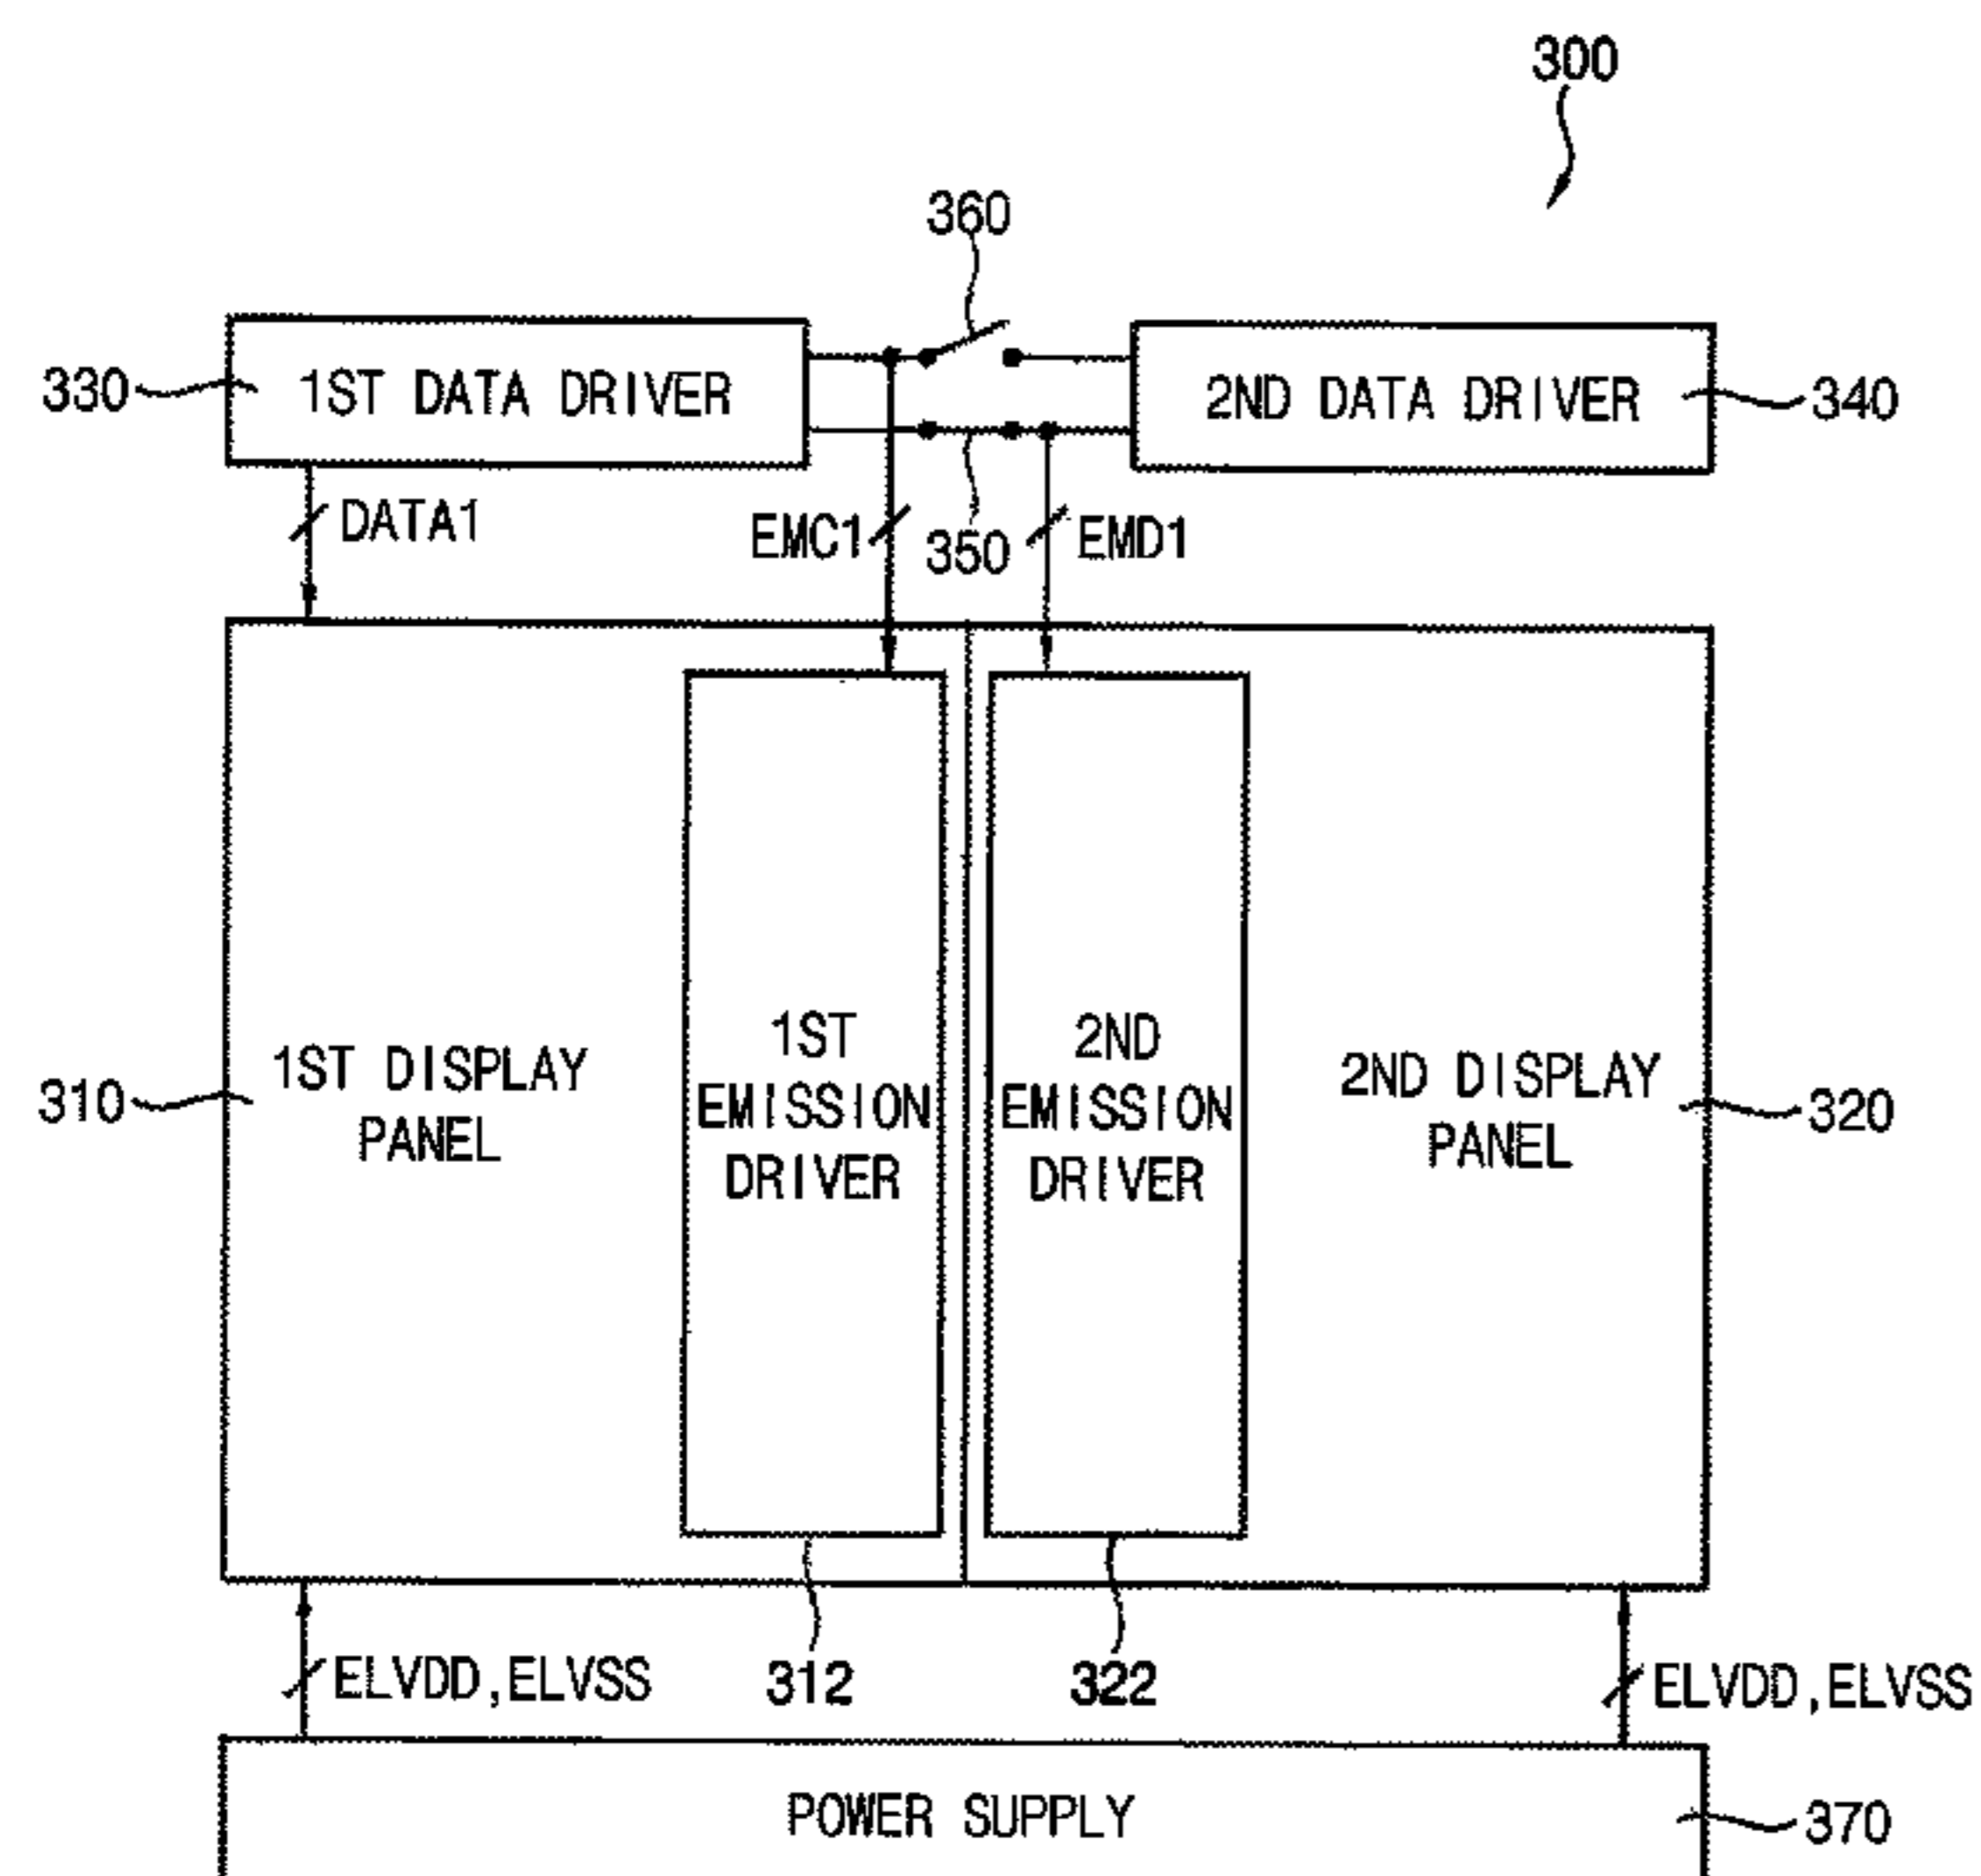 300
360
330 1ST DATA DRIVER 2ND DATA DRIVER 340
DATA1 EMC1 350 EMD1
1ST DISPLAY
PANEL
310
1ST
EMISSION
DRIVER
2ND
EMISSION
DRIVER
2ND DISPLAY
PANEL
320
ELVDD,ELVSS 312 322 ELVDD,ELVSS
POWER SUPPLY 370